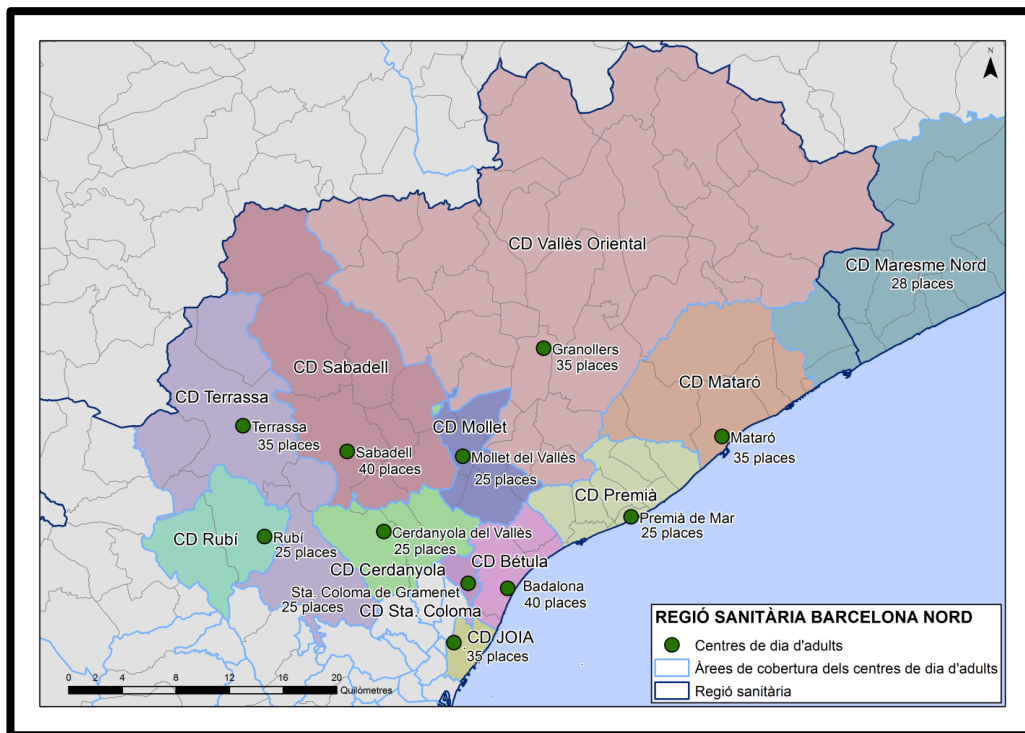 N
CD Vallès Oriental
CD Maresme Nord
28 places
Granollers
35 places
CD Sabadell
CD Mataró
CD Terrassa
Terrassa
35 places
CD Mollet
Mataró
35 places
Sabadell
40 places
Mollet del Vallès
25 places
CD Premià
Premià de Mar
25 places
CD Rubí
Rubí
25 places
Cerdanyola del Vallès
25 places
CD Cerdanyola
CD Bétula
Sta. Coloma de Gramenet
25 places
Badalona
40 places
CD Sta. Coloma
CD JOIA
35 places
REGIÓ SANITÀRIA BARCELONA NORD
Centres de dia d'adults
Àrees de cobertura dels centres de dia d'adults
Regió sanitària
0 4 8 12 16 20
Quilòmetres